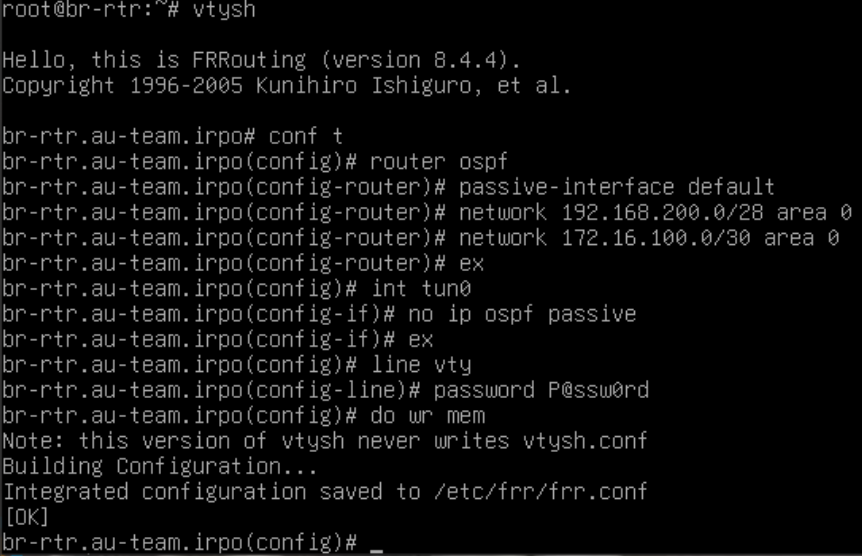 root@br-rtr:~# vtysh
Hello, this is FRRouting (version 8.4.4).
Copyright 1996-2005 Kunihiro Ishiguro, et al.
br-rtr.au-team.irpo# conf t
br-rtr.au-team.irpo(config)# router ospf
br-rtr.au-team.irpo(config-router)# passive-interface default
br-rtr.au-team.irpo(config-router)# network 192.168.200.0/28 area 0
br-rtr.au-team.irpo(config-router)# network 172.16.100.0/30 area 0
br-rtr.au-team.irpo(config-router)# ex
br-rtr.au-team.irpo(config)# int tun0
br-rtr.au-team.irpo(config-if)# no ip ospf passive
br-rtr.au-team.irpo(config-if)# ex
br-rtr.au-team.irpo(config)# line vty
br-rtr.au-team.irpo(config-line)# password P@ssw0rd
br-rtr.au-team.irpo(config)# do wr mem
Note: this version of vtysh never writes vtysh.conf
Building Configuration...
Integrated configuration saved to /etc/frr/frr.conf
[OK]
br-rtr.au-team.irpo(config)# _